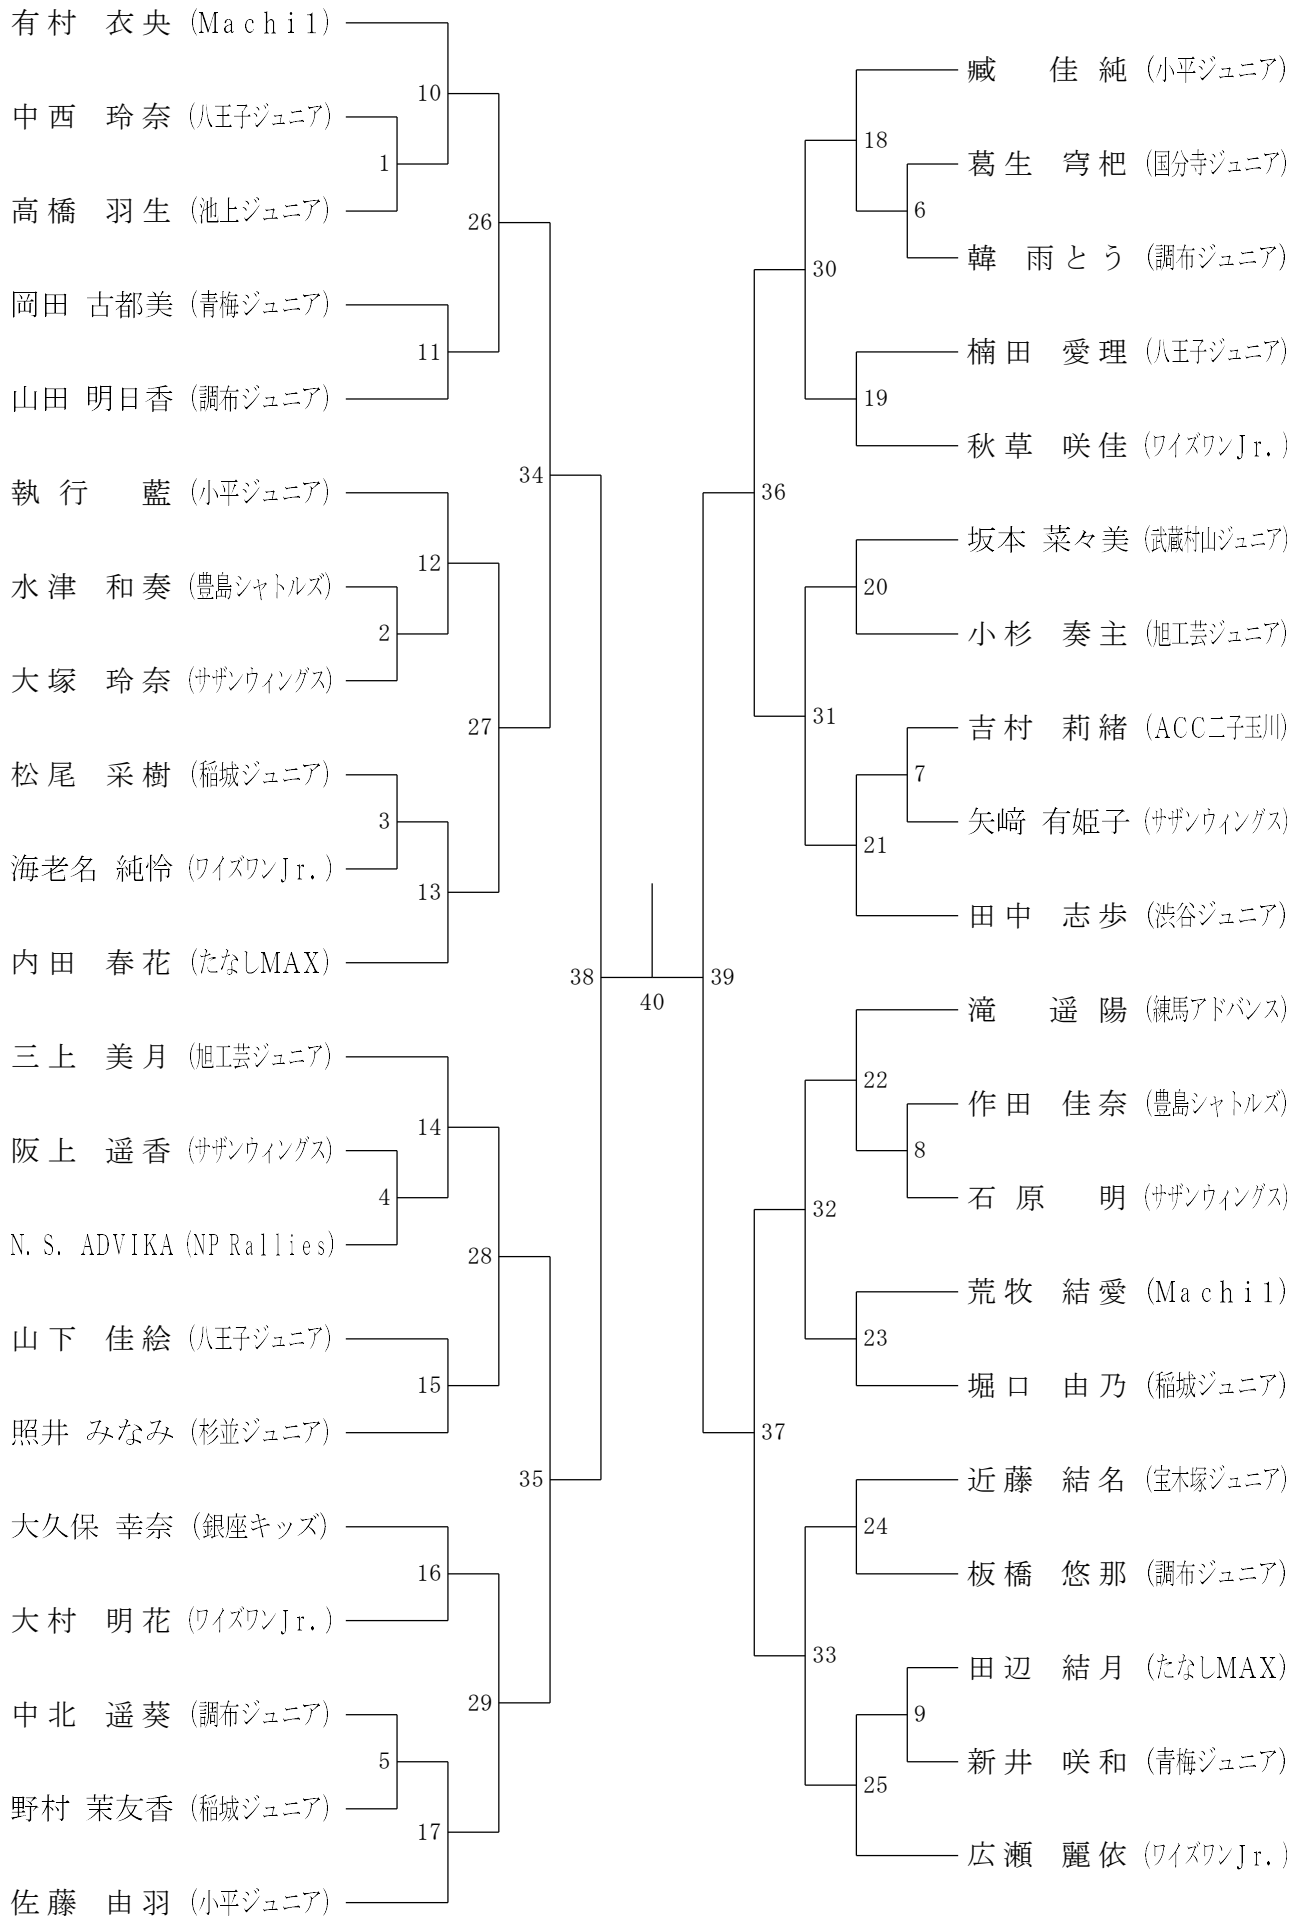 有村 衣央 (Machi1)
中西 玲奈 (八王子ジュニア)
高橋 羽生 (池上ジュニア)
岡田 古都美 (青梅ジュニア)
山田 明日香 (調布ジュニア)
執行 藍 (小平ジュニア)
水津 和奏 (豊島シャトルズ)
大塚 玲奈 (サザンウィングス)
松尾 采樹 (稲城ジュニア)
海老名 純怜 (ワイズワンJr.)
内田 春花 (たなしMAX)
三上 美月 (旭工芸ジュニア)
阪上 遥香 (サザンウィングス)
N.S. ADVIKA (NP Rallies)
山下 佳絵 (八王子ジュニア)
照井 みなみ (杉並ジュニア)
大久保 幸奈 (銀座キッズ)
大村 明花 (ワイズワンJr.)
中北 遥葵 (調布ジュニア)
野村 茉友香 (稲城ジュニア)
佐藤 由羽 (小平ジュニア)
1
2
3
4
5
10
11
12
13
14
15
16
17
26
27
28
29
34
35
38
40
39
36
37
30
31
32
33
18
19
20
21
22
23
24
25
6
7
8
9
臧 佳純 (小平ジュニア)
葛生 穹杷 (国分寺ジュニア)
韓 雨とう (調布ジュニア)
楠田 愛理 (八王子ジュニア)
秋草 咲佳 (ワイズワンJr.)
坂本 菜々美 (武蔵村山ジュニア)
小杉 奏主 (旭工芸ジュニア)
吉村 莉緒 (ACC二子玉川)
矢﨑 有姫子 (サザンウィングス)
田中 志歩 (渋谷ジュニア)
滝 遥陽 (練馬アドバンス)
作田 佳奈 (豊島シャトルズ)
石原 明 (サザンウィングス)
荒牧 結愛 (Machi1)
堀口 由乃 (稲城ジュニア)
近藤 結名 (宝木塚ジュニア)
板橋 悠那 (調布ジュニア)
田辺 結月 (たなしMAX)
新井 咲和 (青梅ジュニア)
広瀬 麗依 (ワイズワンJr.)